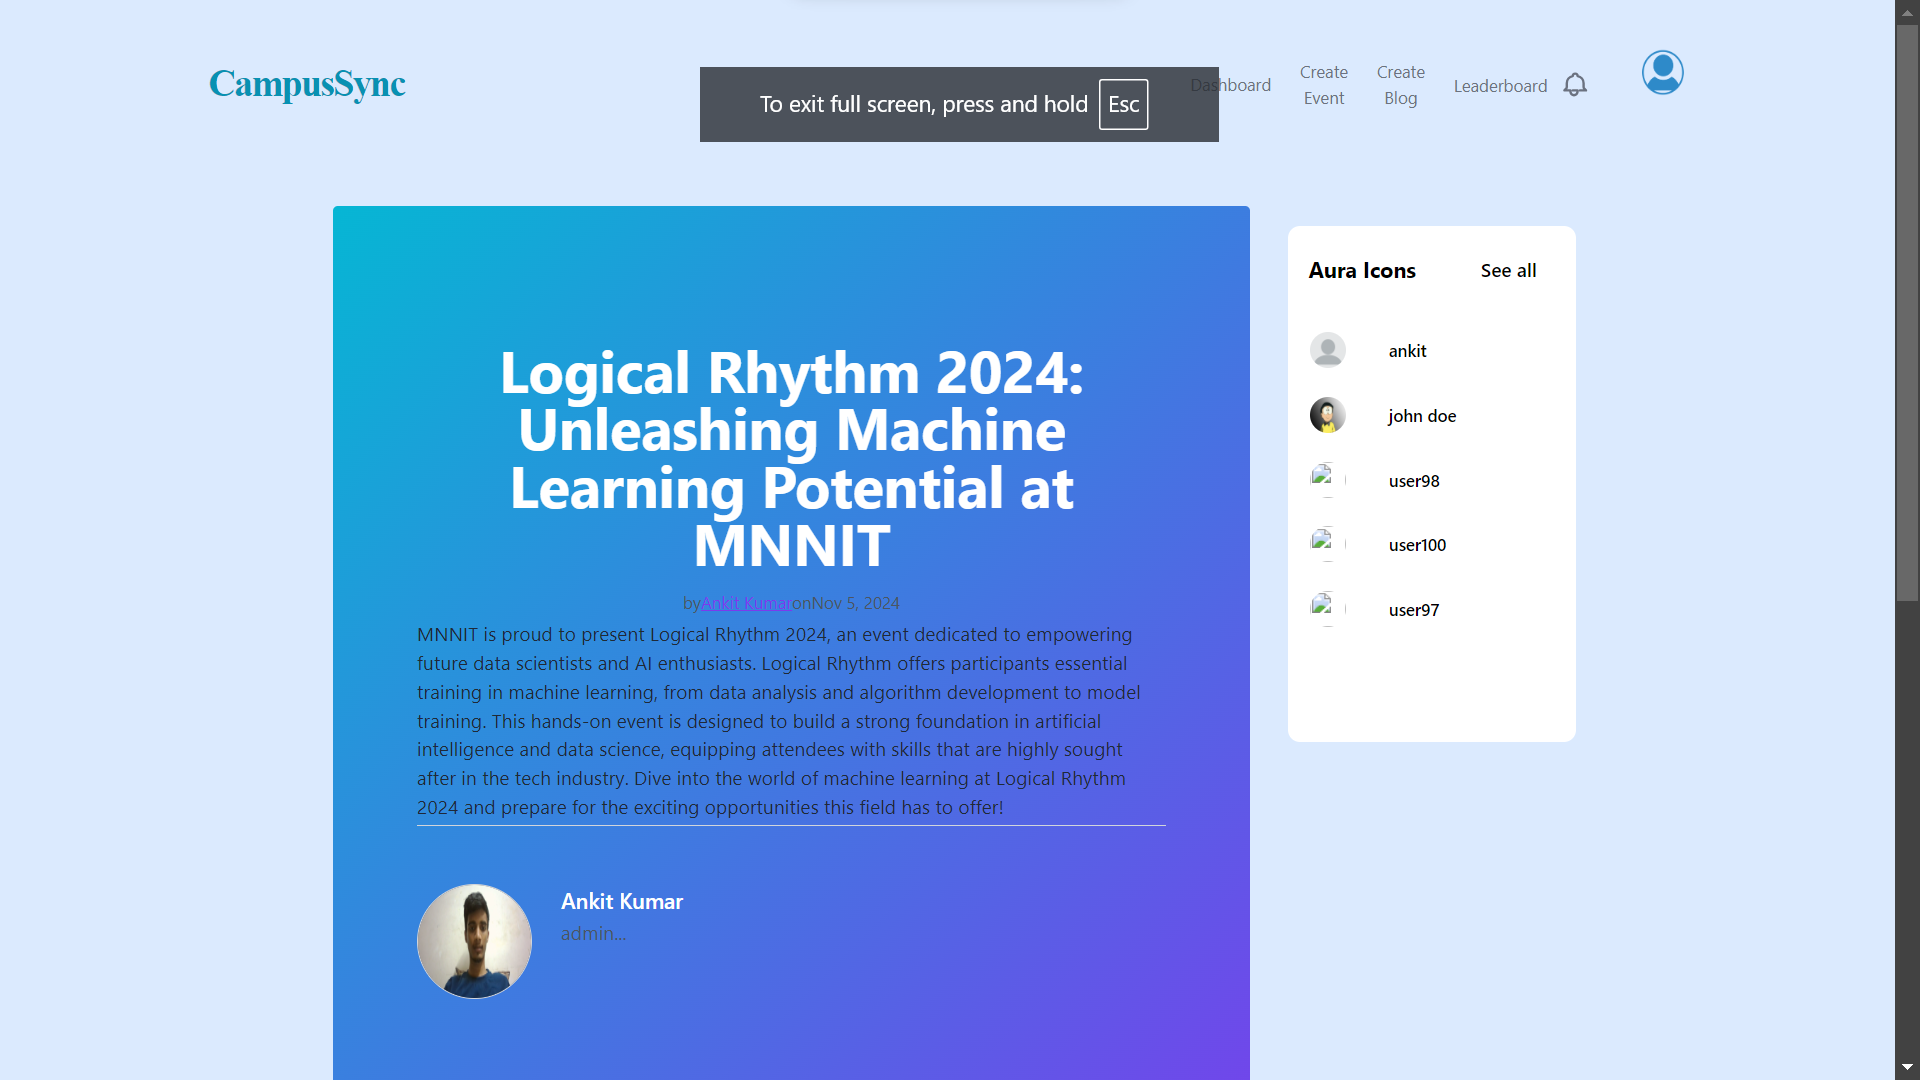 CampusSync
To exit full screen, press and hold Esc
Dashboard
Create
Event
Create
Blog
Leaderboard
Logical Rhythm 2024:
Unleashing Machine
Learning Potential at
MNNIT
byAnkit KumaronNov 5, 2024
MNNIT is proud to present Logical Rhythm 2024, an event dedicated to empowering
future data scientists and AI enthusiasts. Logical Rhythm offers participants essential
training in machine learning, from data analysis and algorithm development to model
training. This hands-on event is designed to build a strong foundation in artificial
intelligence and data science, equipping attendees with skills that are highly sought
after in the tech industry. Dive into the world of machine learning at Logical Rhythm
2024 and prepare for the exciting opportunities this field has to offer!
Ankit Kumar
admin...
Aura Icons
See all
ankit
john doe
user98
user100
user97